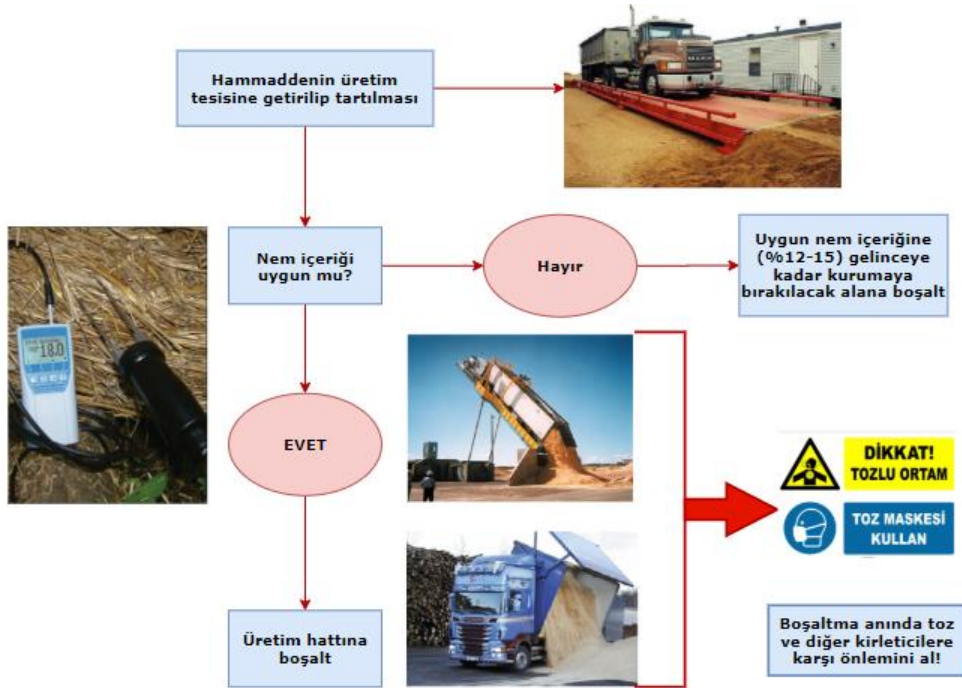 Hammaddenin üretim
tesisine getirilip tartılması
Nem içeriği
uygun mu?
Hayır
Uygun nem içeriğine
(%12-15) gelinceye
kadar kurumaya
bırakılacak alana boşalt
18.0
EVET
DİKKAT!
TOZLU ORTAM
TOZ MASKESİ
KULLAN
Üretim hattına
boşalt
Boşaltma anında toz
ve diğer kirleticilere
karşı önlemini al!